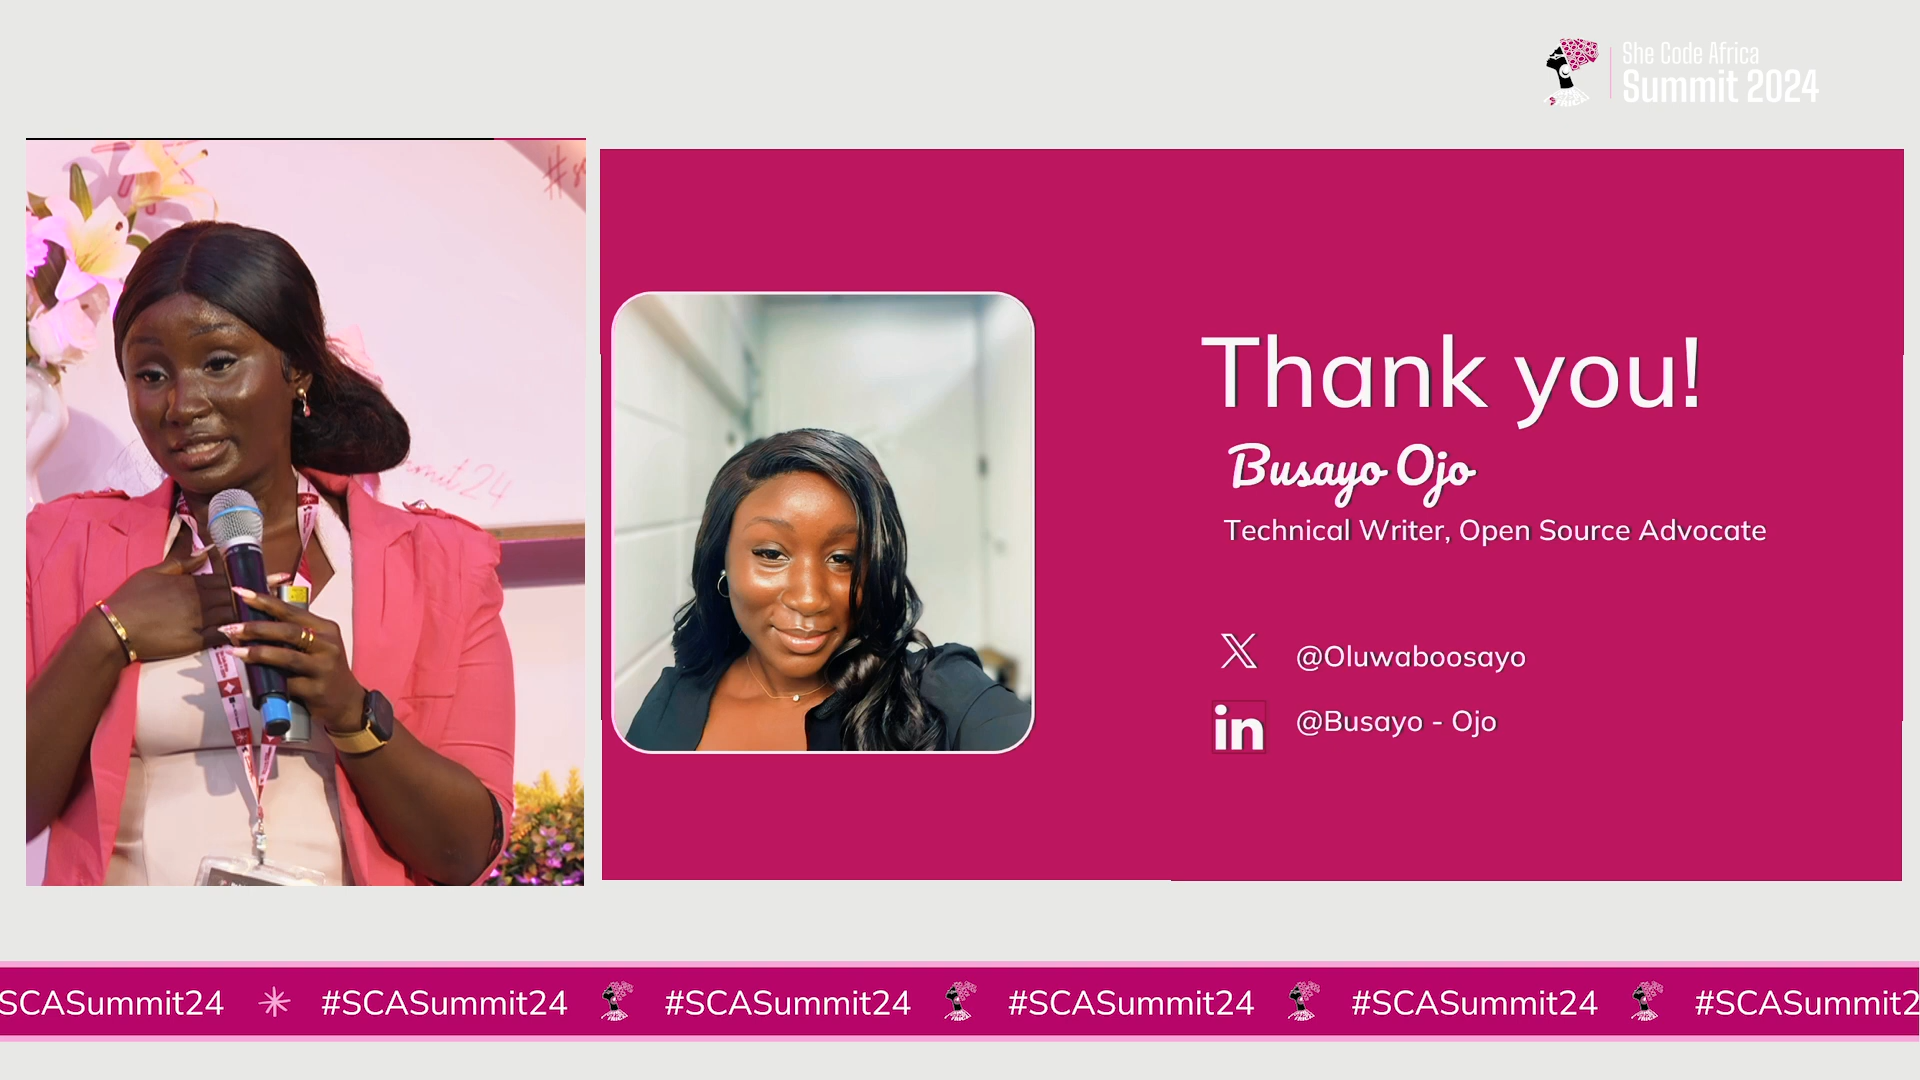 She Code Africa
Summit 2024
Thank you!
Busayo Ojo
Technical Writer, Open Source Advocate
@Oluwaboosayo
in @Busayo - Ojo
SCASummit24 #SCASummit24 #SCASummit24 #SCASummit24 #SCASummit24 #SCASummit2